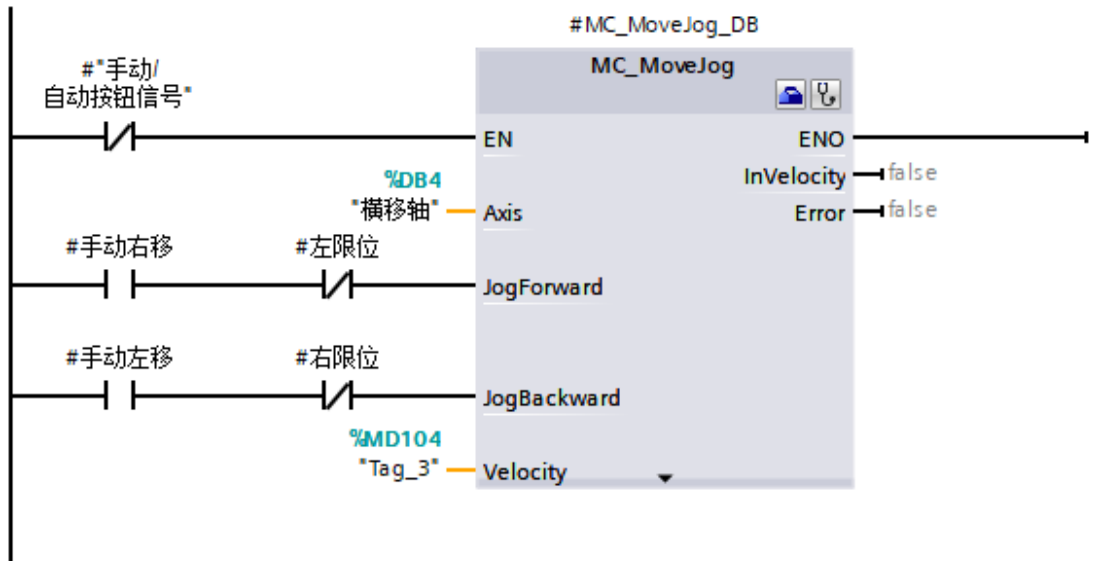 #MC_MoveJog_DB
MC_MoveJog
#"手动/
自动按钮信号"
EN
ENO
InVelocity
false
%DB4
"横移轴"
Axis
Error
false
#手动右移
#左限位
JogForward
#手动左移
#右限位
JogBackward
%MD104
"Tag_3"
Velocity